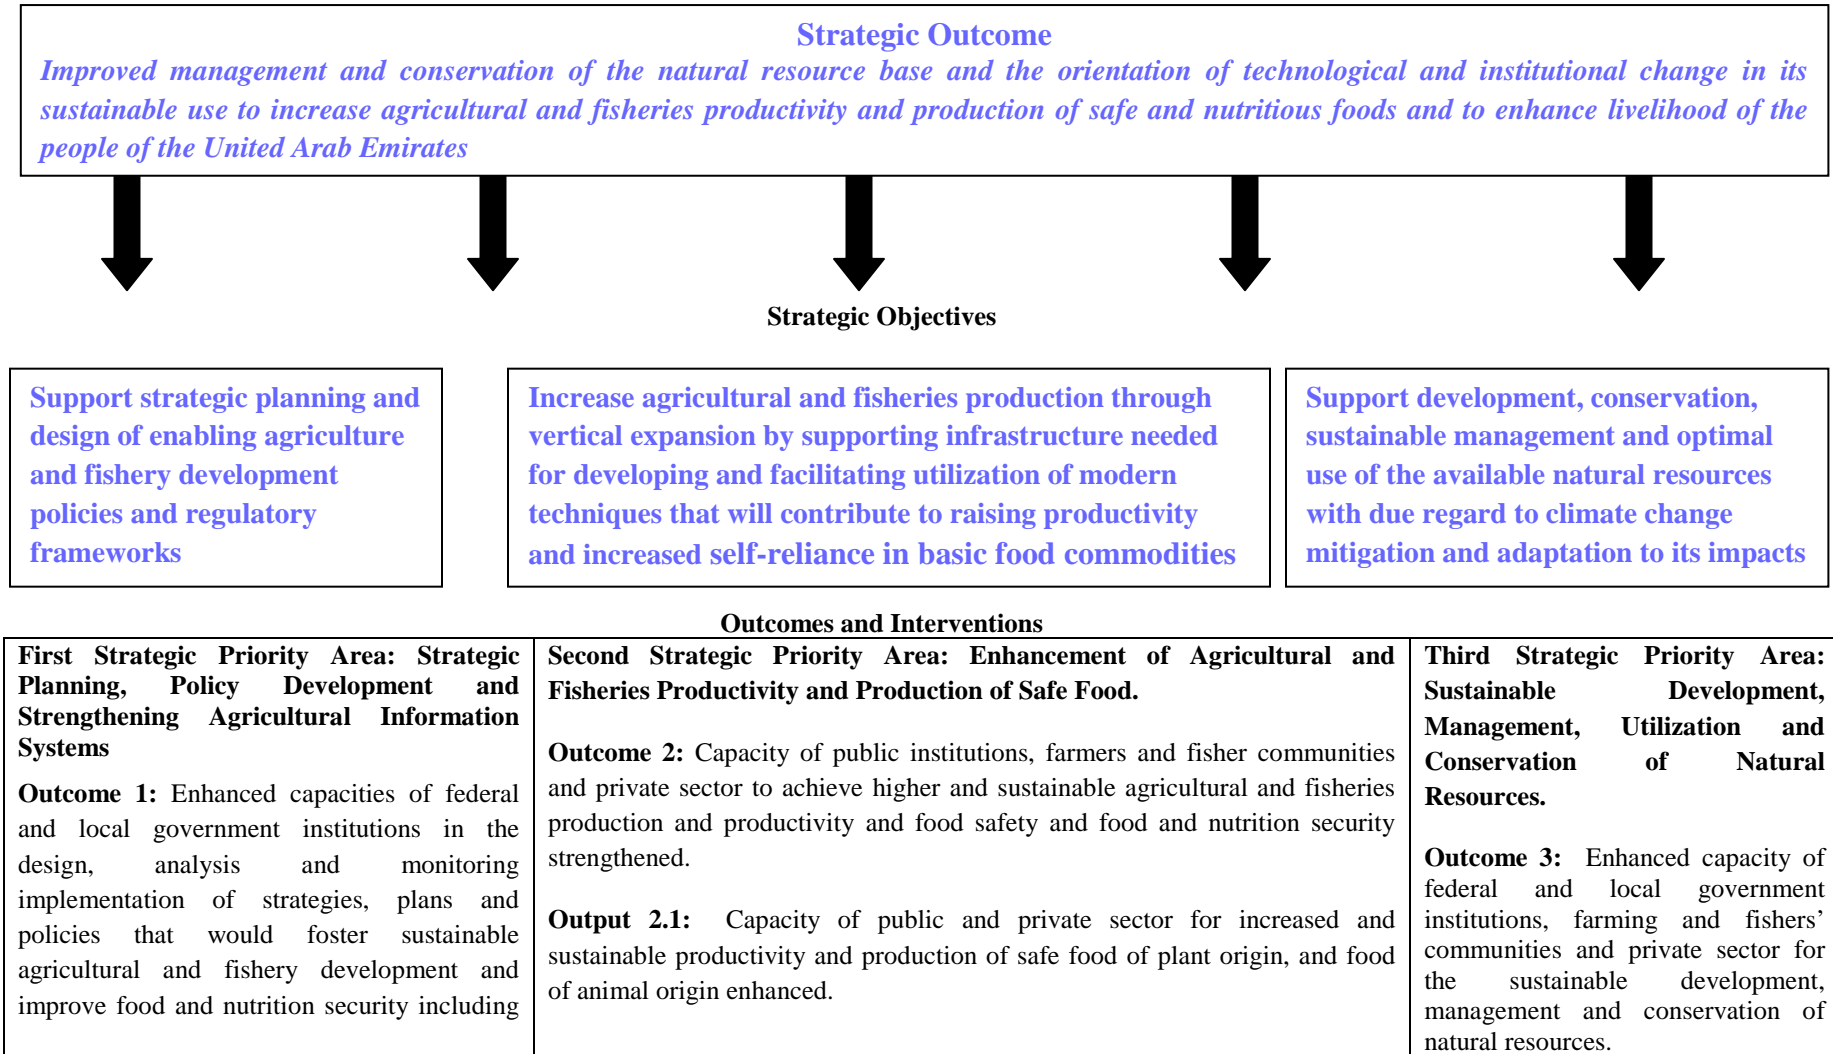 Strategic Outcome
Improved management and conservation of the natural resource base and the orientation of technological and institutional change in its
sustainable use to increase agricultural and fisheries productivity and production of safe and nutritious foods and to enhance livelihood of the
people of the United Arab Emirates
Strategic Objectives
Support strategic planning and
design of enabling agriculture
and fishery development
policies and regulatory
frameworks
Increase agricultural and fisheries production through
vertical expansion by supporting infrastructure needed
for developing and facilitating utilization of modern
techniques that will contribute to raising productivity
and increased self-reliance in basic food commodities
Support development, conservation,
sustainable management and optimal
use of the available natural resources
with due regard to climate change
mitigation and adaptation to its impacts
Outcomes and Interventions
First Strategic Priority Area: Strategic
Planning, Policy Development and
Strengthening Agricultural Information
Systems
Outcome 1: Enhanced capacities of federal
and local government institutions in the
design, analysis and monitoring
implementation of strategies, plans and
policies that would foster sustainable
agricultural and fishery development and
improve food and nutrition security including
Second Strategic Priority Area: Enhancement of Agricultural and
Fisheries Productivity and Production of Safe Food.
Outcome 2: Capacity of public institutions, farmers and fisher communities
and private sector to achieve higher and sustainable agricultural and fisheries
production and productivity and food safety and food and nutrition security
strengthened.
Output 2.1: Capacity of public and private sector for increased and
sustainable productivity and production of safe food of plant origin, and food
of animal origin enhanced.
Third Strategic Priority Area:
Sustainable Development,
Management, Utilization and
Conservation of Natural
Resources.
Outcome 3: Enhanced capacity of
federal and local government
institutions, farming and fishers’
communities and private sector for
the sustainable development,
management and conservation of
natural resources.